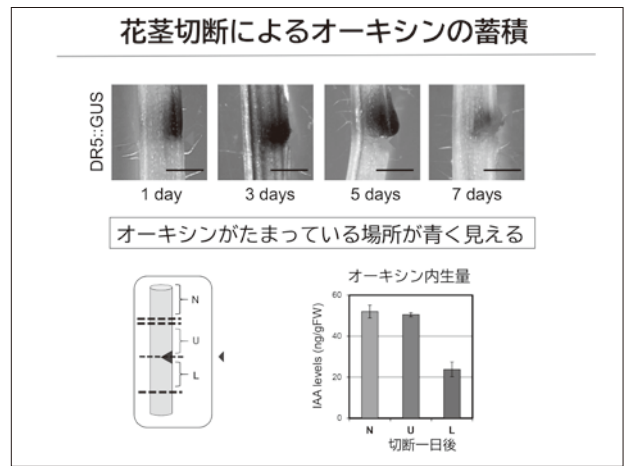 花茎切断によるオーキシンの蓄積
DR5::GUS
1 day
3 days
5 days
7 days
オーキシンがたまっている場所が青く見える
N
U
L
オーキシン内生量
IAA levels (ng/gFW)
60
40
20
0
N
U
L
切断一日後